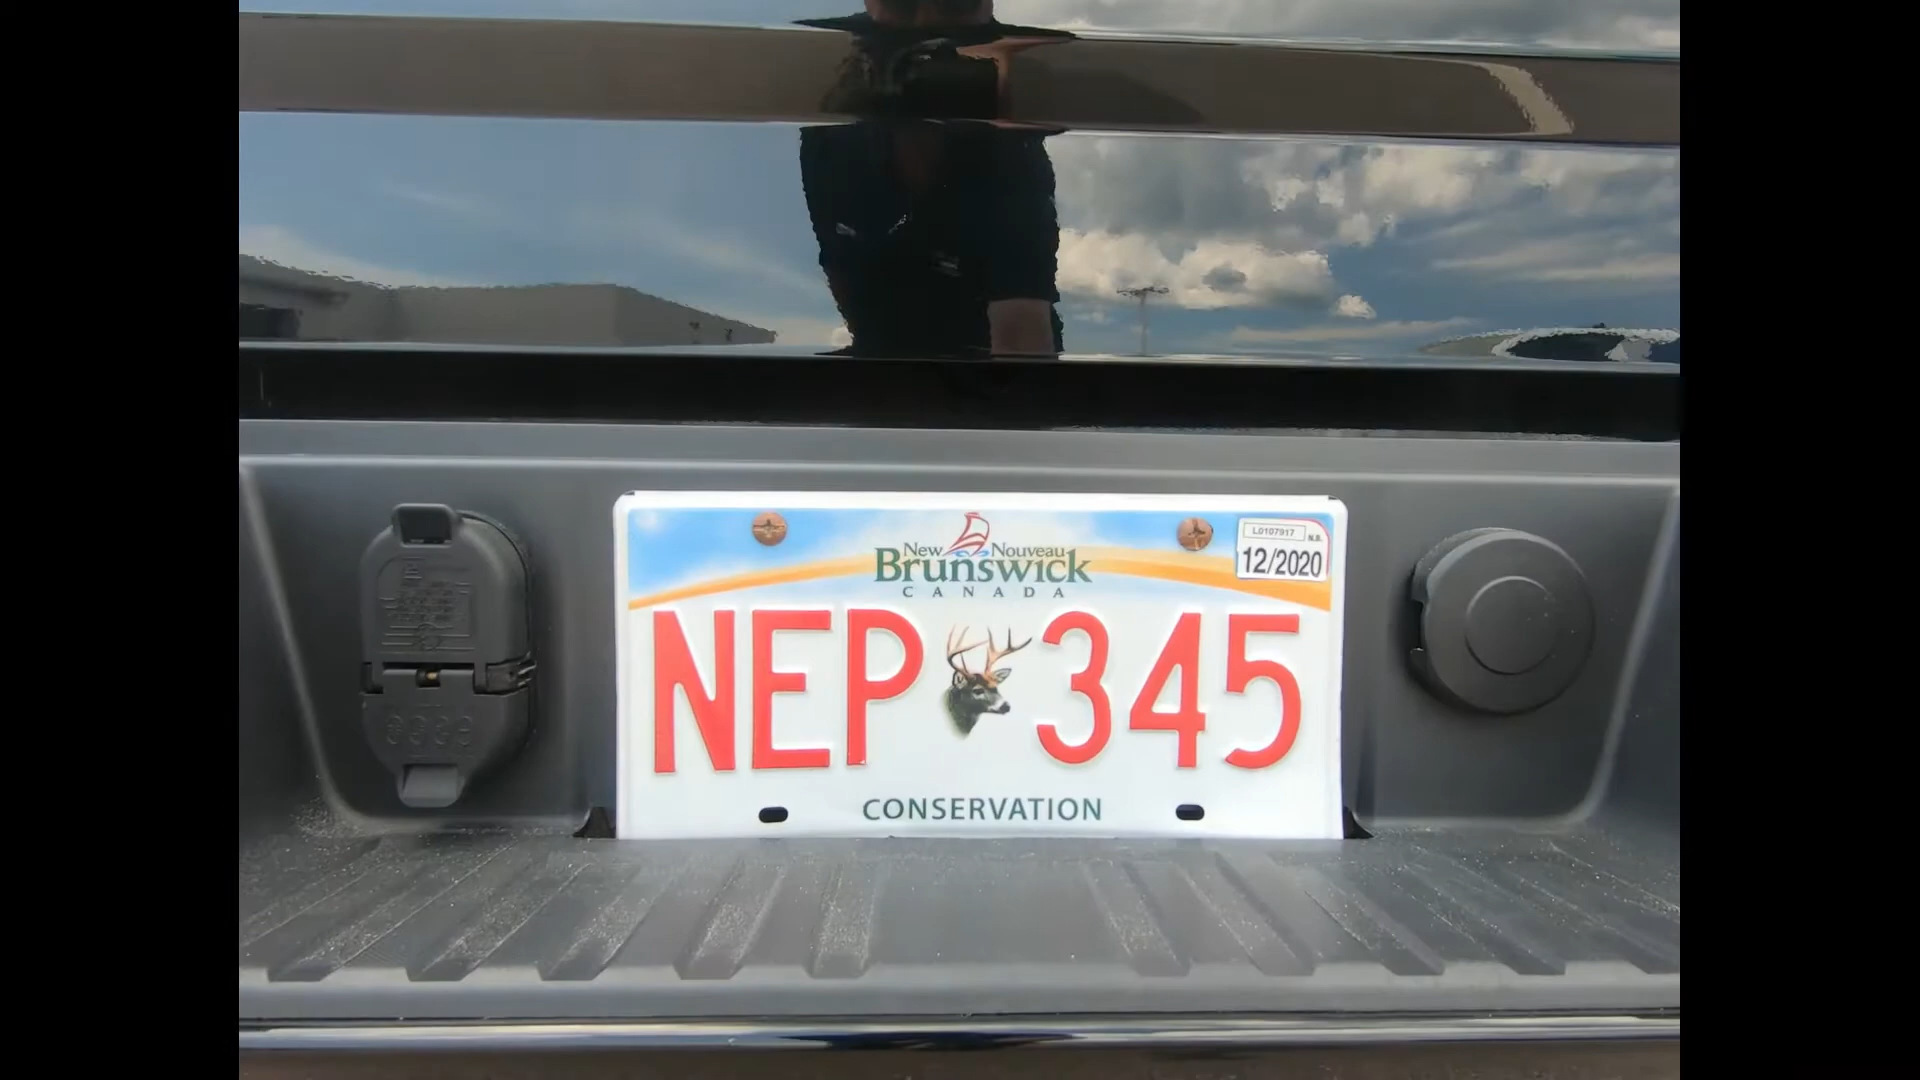 New Nouveau
Brunswick
CANADA
L0107917
N.B.
12/2020
NEP 345
CONSERVATION